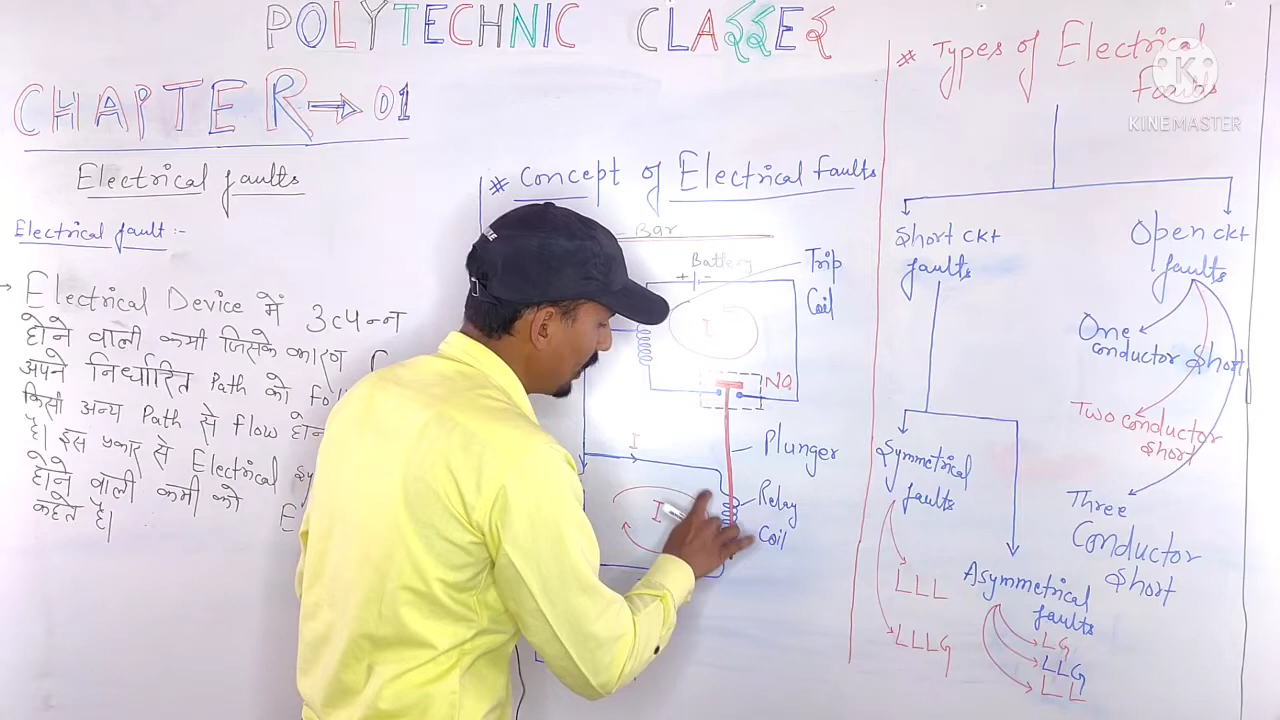 POLYTECHNIC CLASSES
CHAPTER → 01
Electrical faults
Electrical fault :-
→ Electrical Device में उत्पन्न
होने वाली कमी जिसके कारण
अपने निर्धारित Path को
किसी अन्य Path से flow होने
है। इस प्रकार से Electrical
होने वाली कमी को
कहते है।
# Concept of Electrical faults
- Bar
Battery
+ -
Trip
Coil
I
NO
I
Plunger
Relay
Coil
I
# Types of Electrical
Faults
KINEMASTER
Short ckt
faults
Open ckt
faults
One
conductor Short
Two conductor
Short
Three
Conductor
Short
Symmetrical
faults
LLL
LLLG
Asymmetrical
faults
LG
LLG
LL